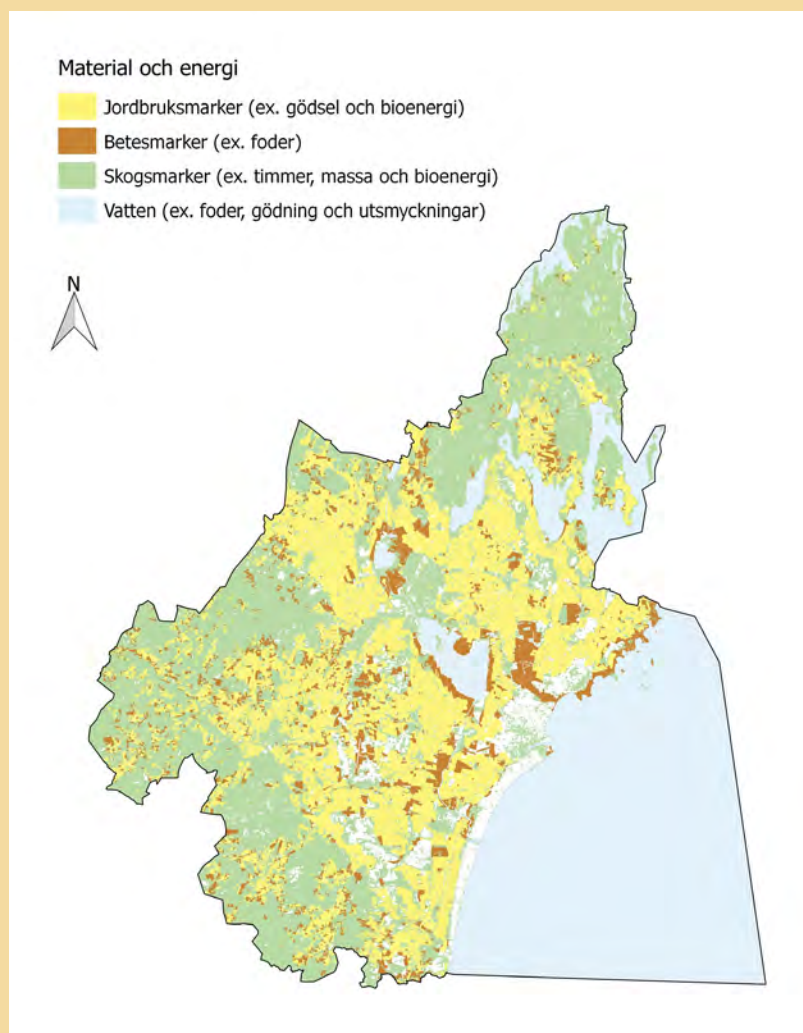 Material och energi
Jordbruksmarker (ex. gödsel och bioenergi)
Betesmarker (ex. foder)
Skogsmarker (ex. timmer, massa och bioenergi)
Vatten (ex. foder, gödning och utsmyckningar)
N